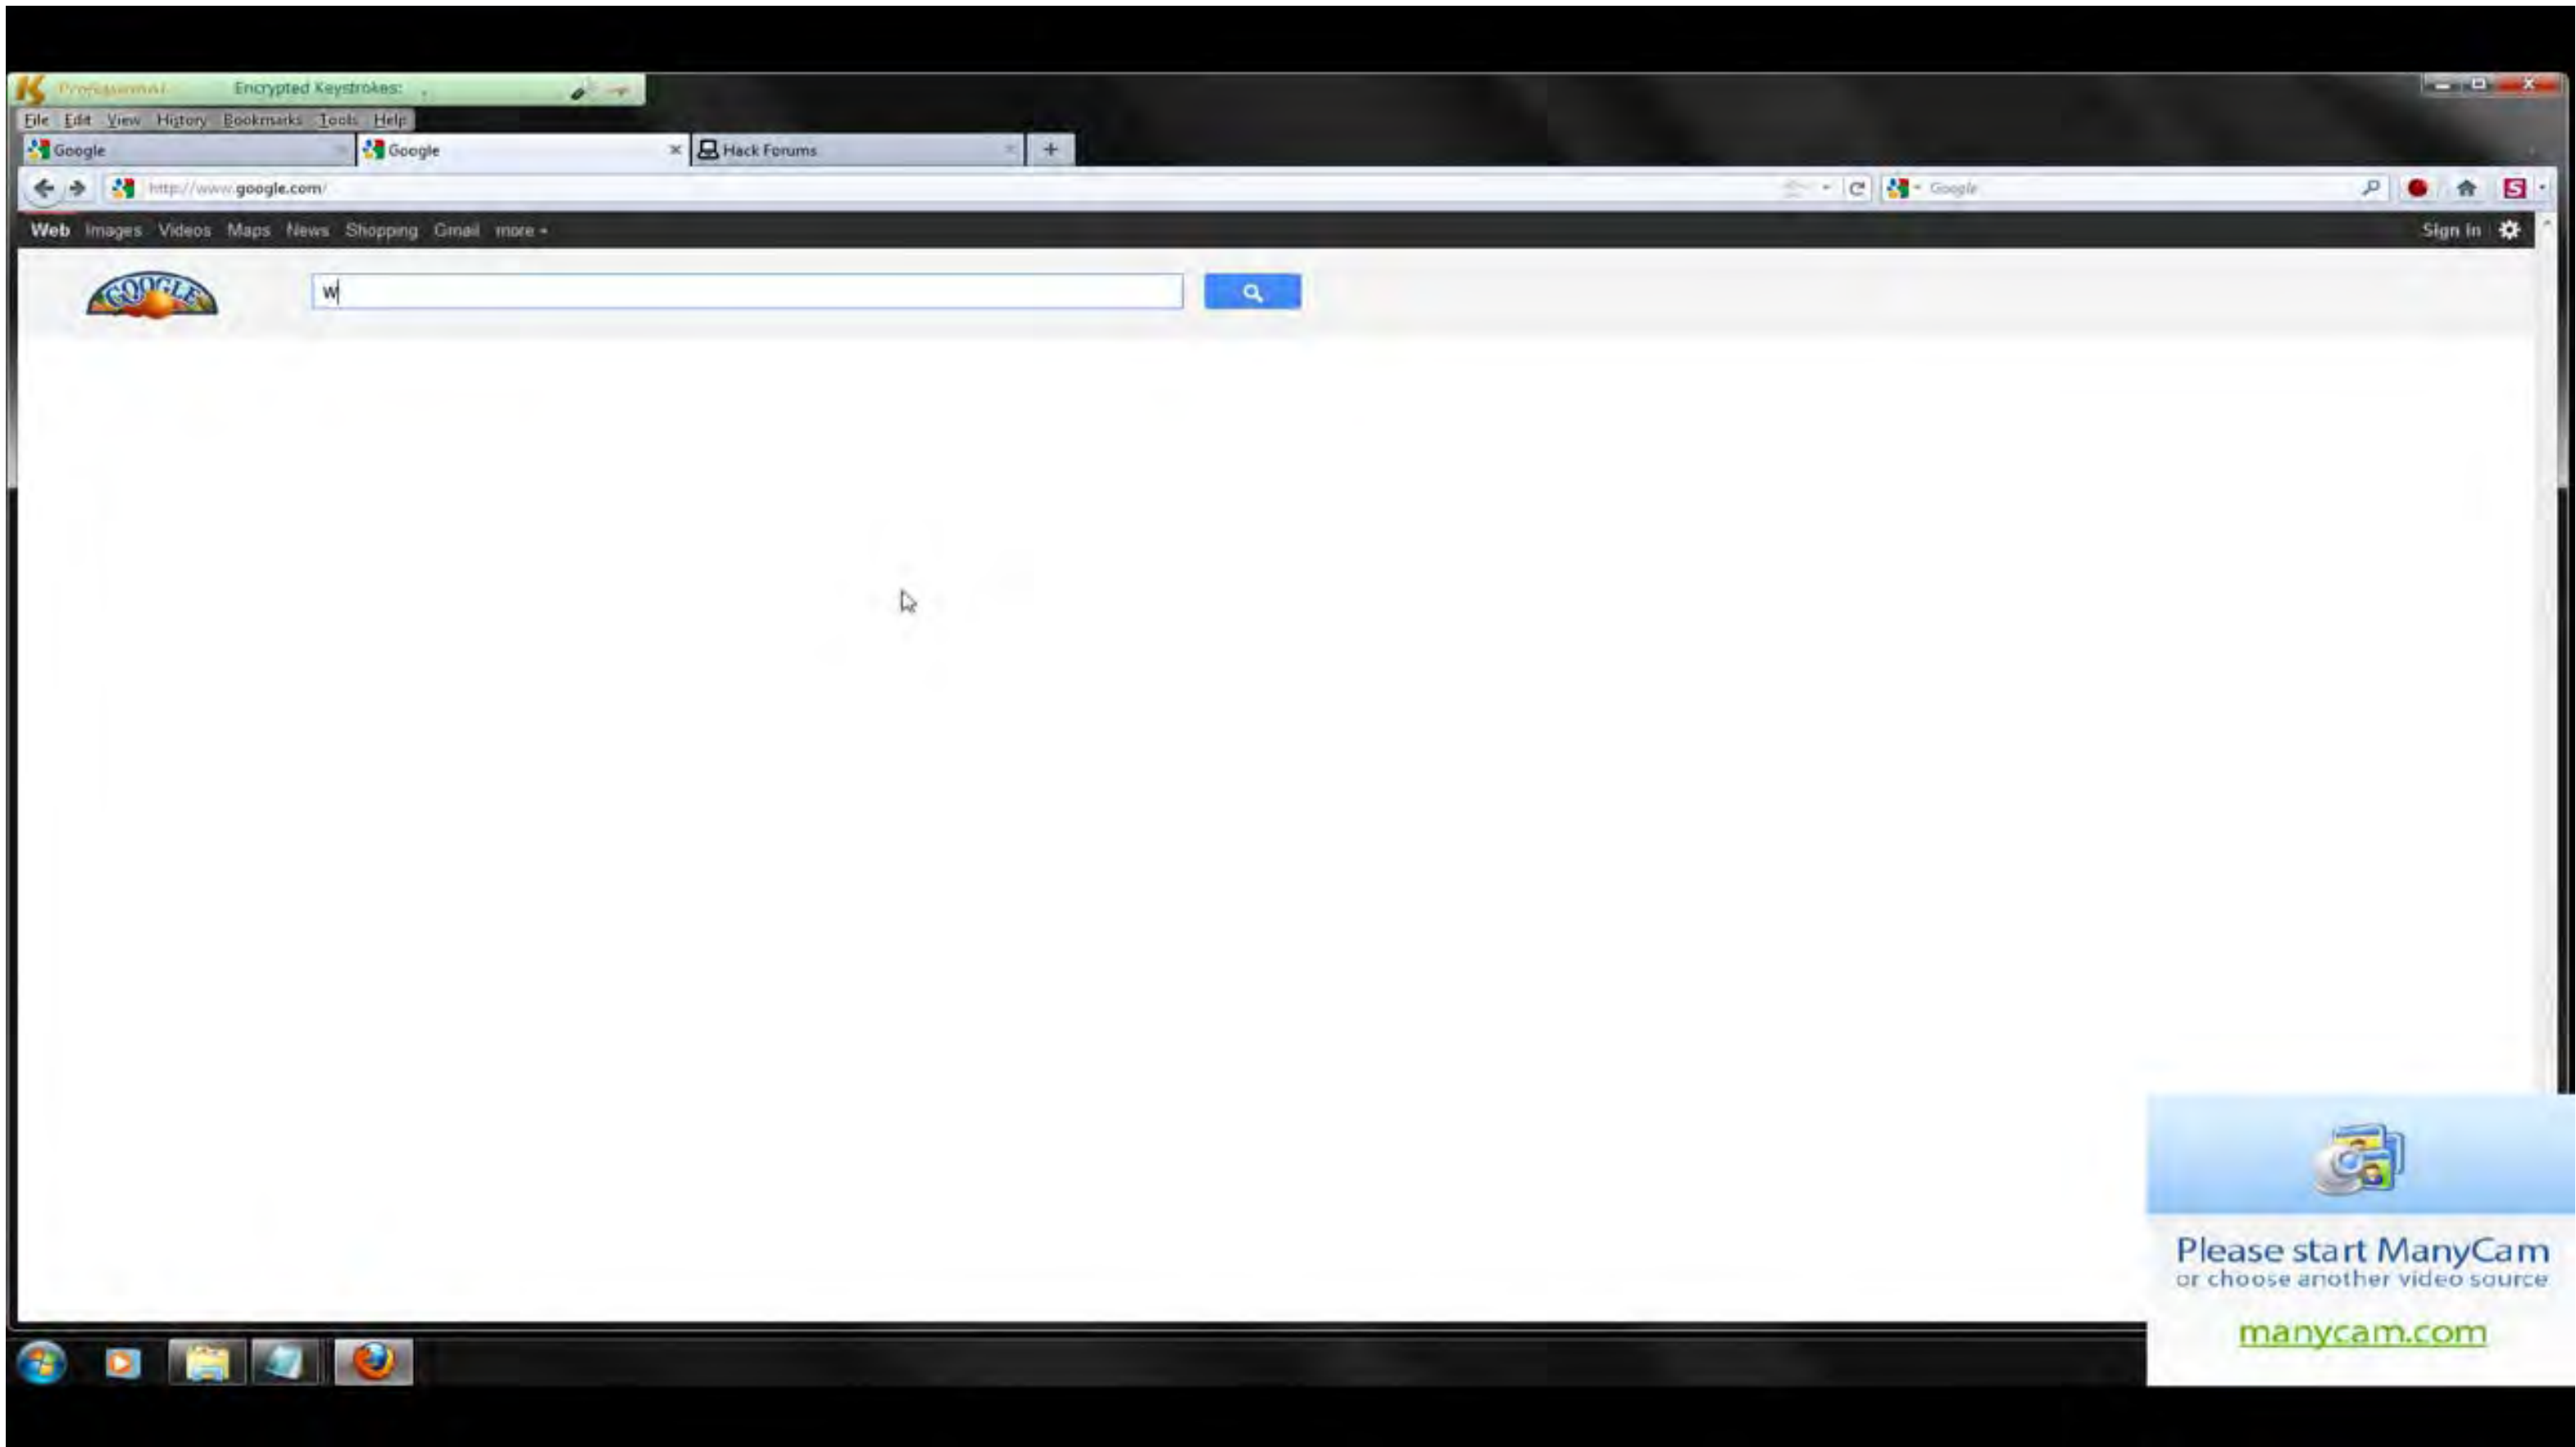 Professional Encrypted Keystrokes:
File Edit View History Bookmarks Tools Help
Google Google Hack Forums +
http://www.google.com/ Google S
Web Images Videos Maps News Shopping Gmail more Sign in
GOOGLE w
Please start ManyCam
or choose another video source
manycam.com